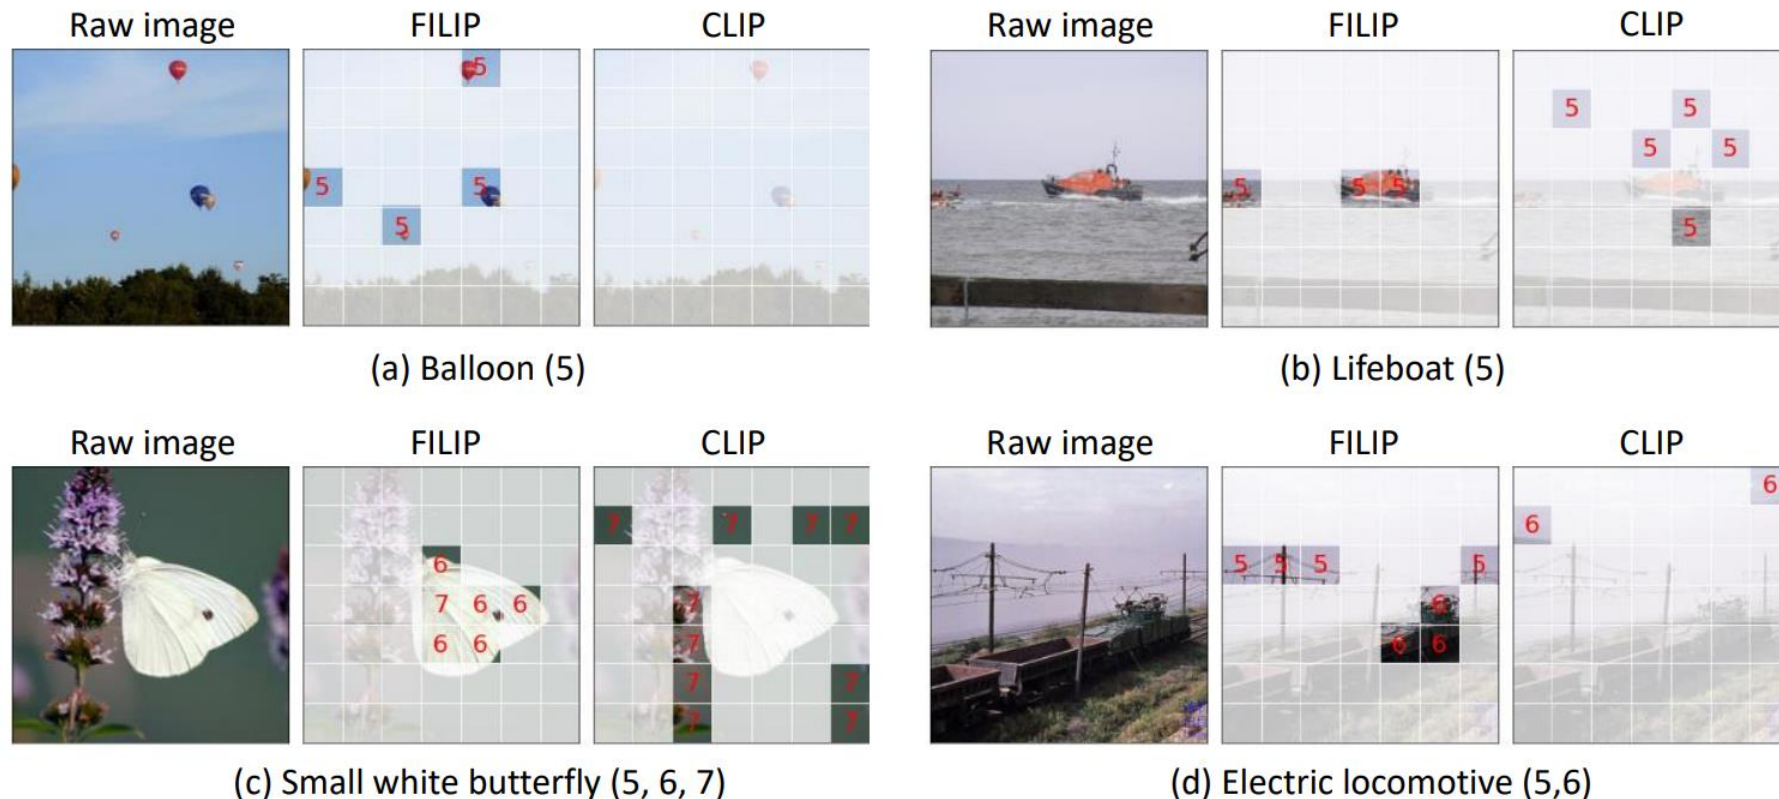 Raw image FILIP CLIP Raw image FILIP CLIP
5 5
5 5
5 5 5
5 5 5 5 5
5 5
(a) Balloon (5) (b) Lifeboat (5)
Raw image FILIP CLIP Raw image FILIP CLIP
6
7 7 7 7 6
6 5 5 5 5
7 6 6 7 6
6 6 7 6 6
7 7
7 7
(c) Small white butterfly (5, 6, 7) (d) Electric locomotive (5,6)